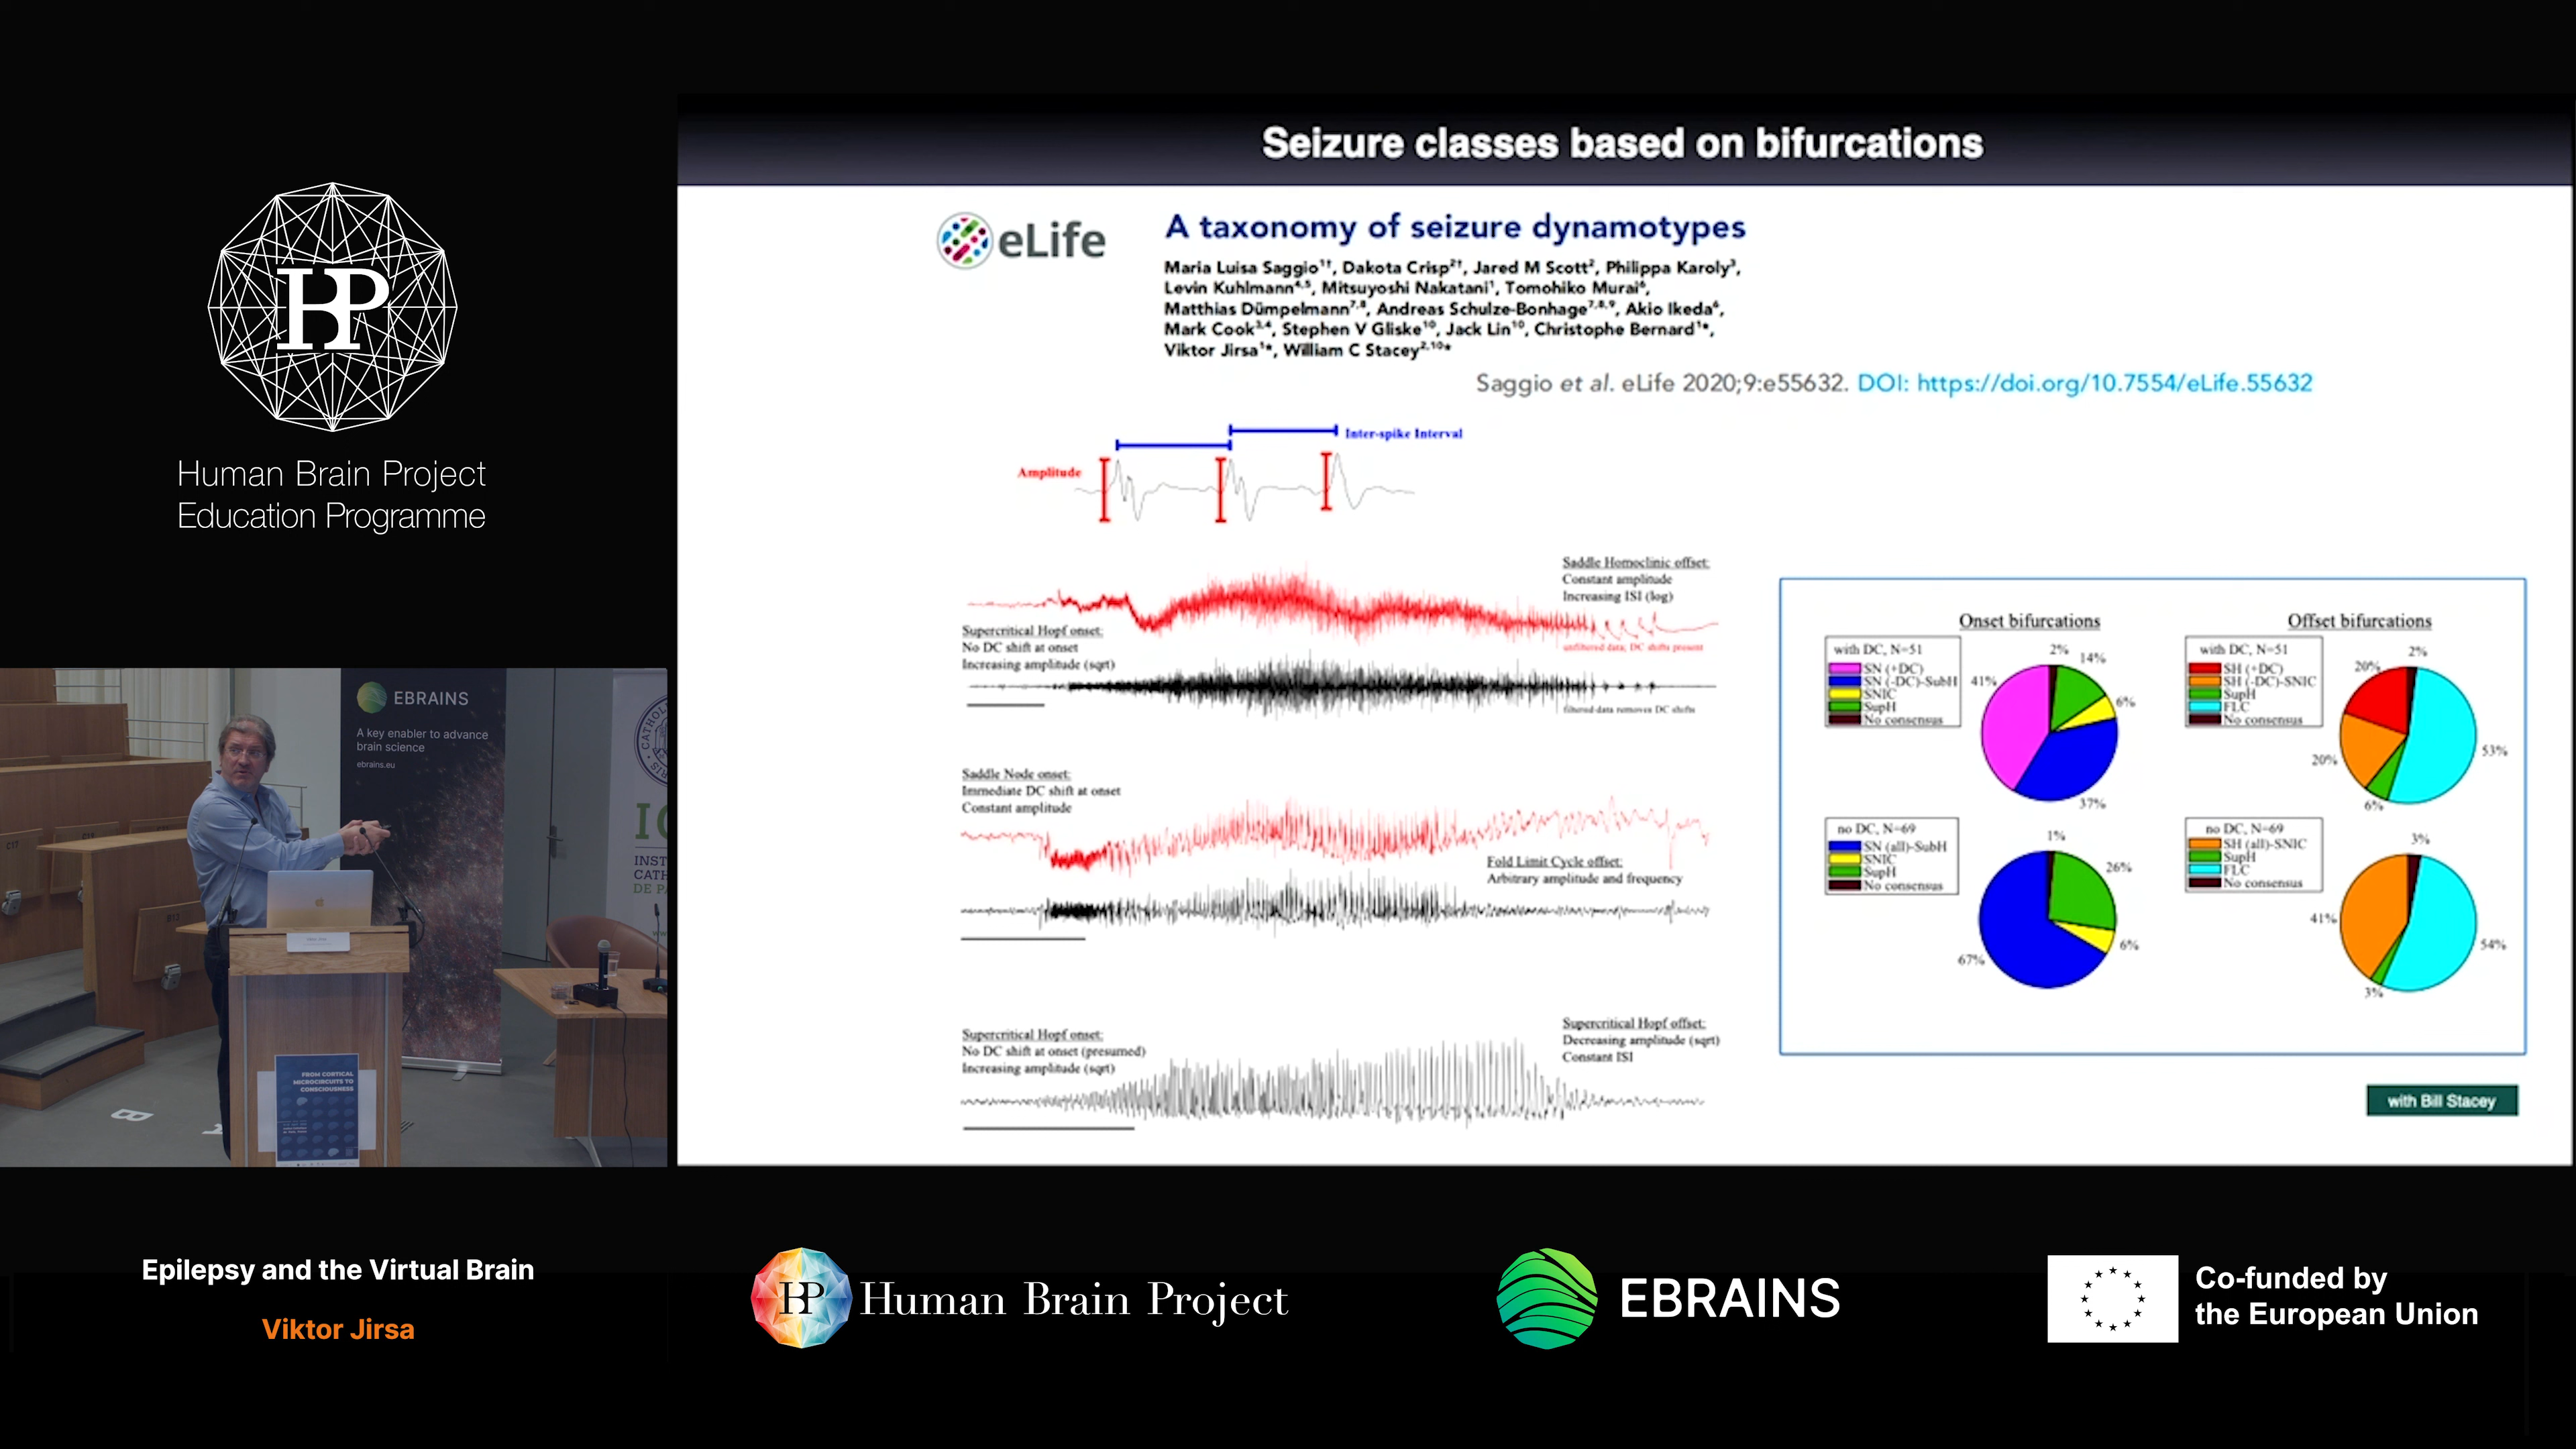 HBP
Human Brain Project
Education Programme
Seizure classes based on bifurcations
eLife
A taxonomy of seizure dynamotypes
Maria Luisa Saggio1†, Dakota Crisp2†, Jared M Scott2, Philippa Karoly3,
Levin Kuhlmann4,5, Mitsuyoshi Nakatani1, Tomohiko Murai6,
Matthias Dümpelmann7,8, Andreas Schulze-Bonhage7,8,9, Akio Ikeda6,
Mark Cook3,4, Stephen V Gliske10, Jack Lin10, Christophe Bernard1*,
Viktor Jirsa1*, William C Stacey2,10*
Saggio et al. eLife 2020;9:e55632. DOI: https://doi.org/10.7554/eLife.55632
Inter-spike Interval
Amplitude
Saddle Homoclinic offset:
Constant amplitude
Increasing ISI (log)
unfiltered data; DC shifts present
Supercritical Hopf onset:
No DC shift at onset
Increasing amplitude (sqrt)
filtered data removes DC shifts
Saddle Node onset:
Immediate DC shift at onset
Constant amplitude
Fold Limit Cycle offset:
Arbitrary amplitude and frequency
Supercritical Hopf onset:
No DC shift at onset (presumed)
Increasing amplitude (sqrt)
Supercritical Hopf offset:
Decreasing amplitude (sqrt)
Constant ISI
Onset bifurcations
with DC, N=51
SN (+DC)
SN (-DC)-SubH
SNIC
SupH
No consensus
2%
14%
6%
37%
41%
Offset bifurcations
with DC, N=51
SH (+DC)
SH (-DC)-SNIC
SupH
FLC
No consensus
2%
20%
53%
20%
6%
no DC, N=69
SN (all)-SubH
SNIC
SupH
No consensus
1%
26%
6%
67%
no DC, N=69
SH (all)-SNIC
SupH
FLC
No consensus
3%
41%
54%
3%
with Bill Stacey
EBRAINS
A key enabler to advance
brain science
ebrains.eu
INST
CATH
DE PA
C17
B13
FROM CORTICAL
MICROCIRCUITS TO
CONSCIOUSNESS
B
Epilepsy and the Virtual Brain
Viktor Jirsa
HBP
Human Brain Project
EBRAINS
Co-funded by
the European Union